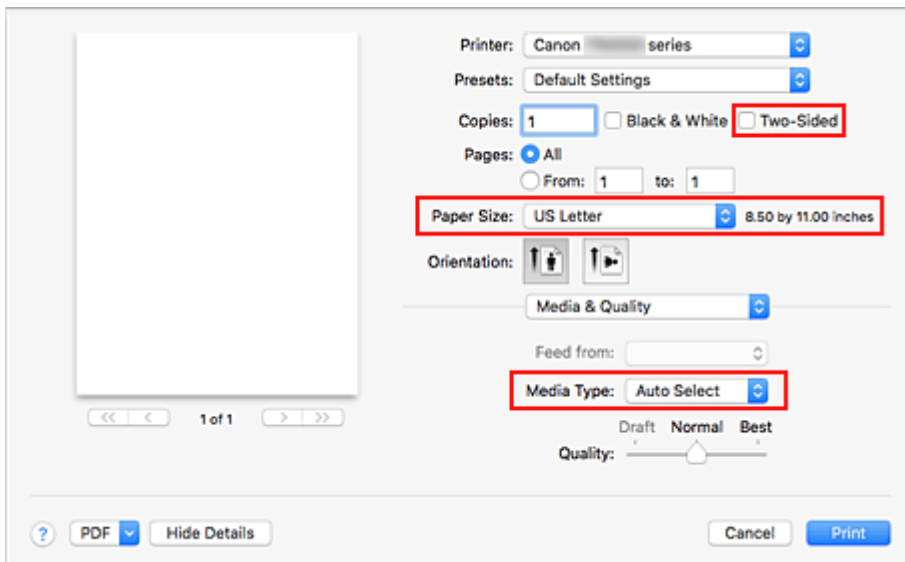 Printer: Canon series
Presets: Default Settings
Copies: 1 Black & White Two-Sided
Pages: All
From: 1 to: 1
Paper Size: US Letter 8.50 by 11.00 inches
Orientation:
Media & Quality
Feed from:
Media Type: Auto Select
1 of 1
Draft Normal Best
Quality:
? PDF Hide Details Cancel Print